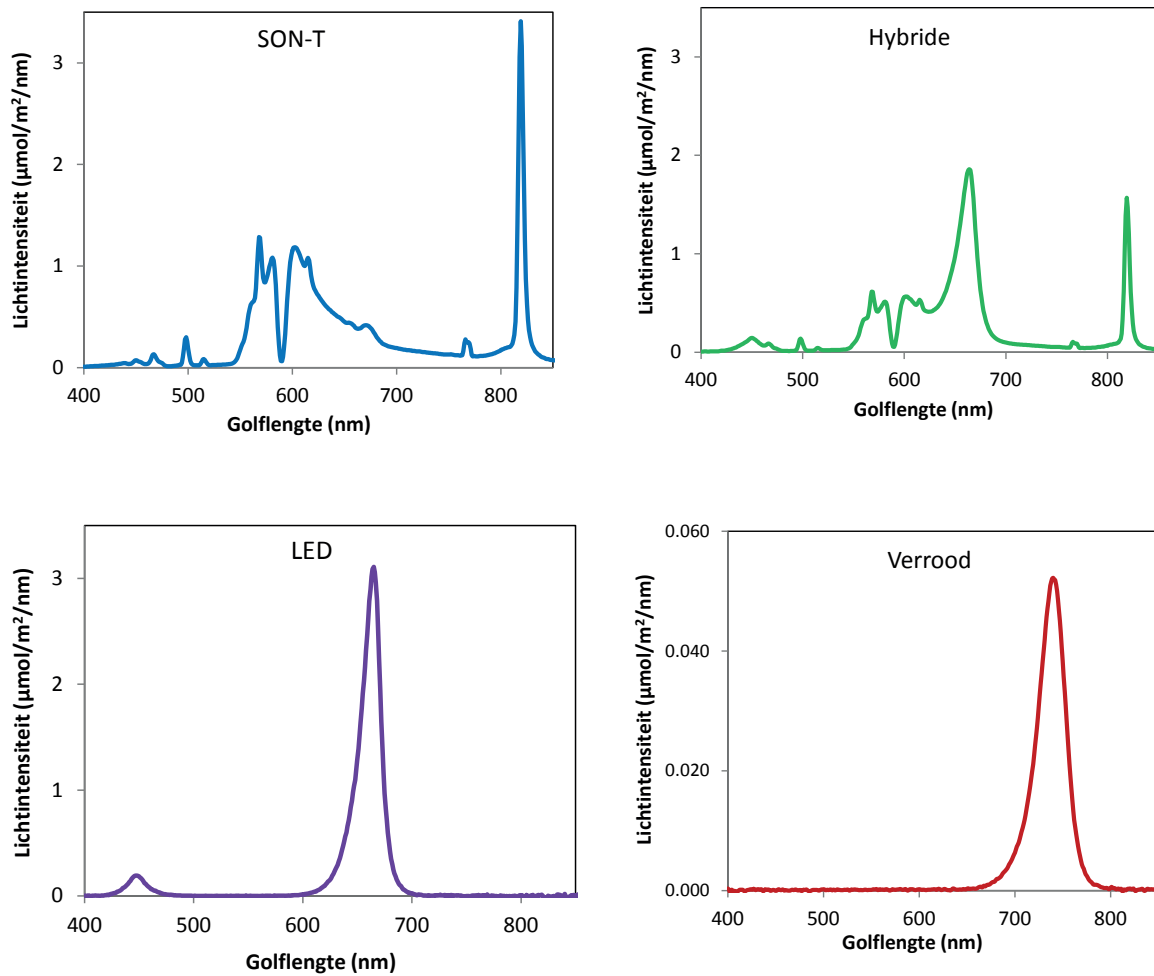 SON-T
Lichtintensiteit (µmol/m²/nm)
3
2
1
0
400 500 600 700 800
Golflengte (nm)
Hybride
Lichtintensiteit (µmol/m²/nm)
3
2
1
0
400 500 600 700 800
Golflengte (nm)
LED
Lichtintensiteit (µmol/m²/nm)
3
2
1
0
400 500 600 700 800
Golflengte (nm)
Verrood
Lichtintensiteit (µmol/m²/nm)
0.060
0.040
0.020
0.000
400 500 600 700 800
Golflengte (nm)